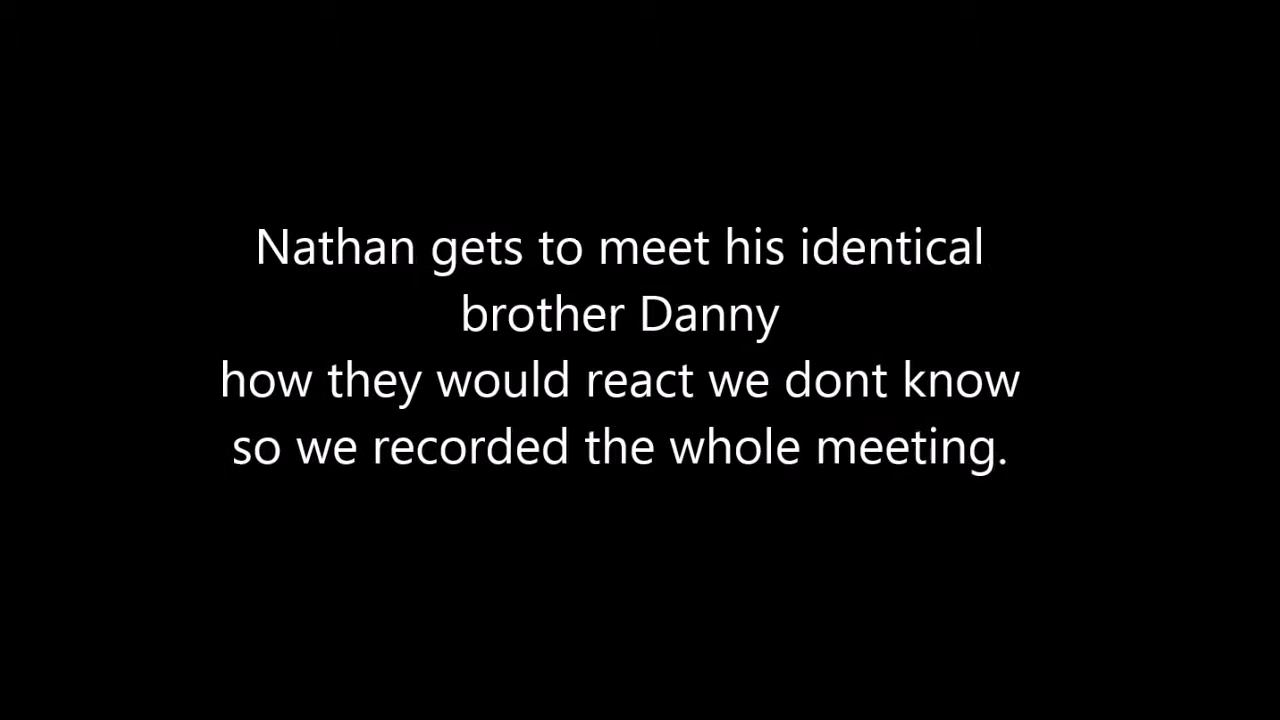 Nathan gets to meet his identical
brother Danny
how they would react we dont know
so we recorded the whole meeting.